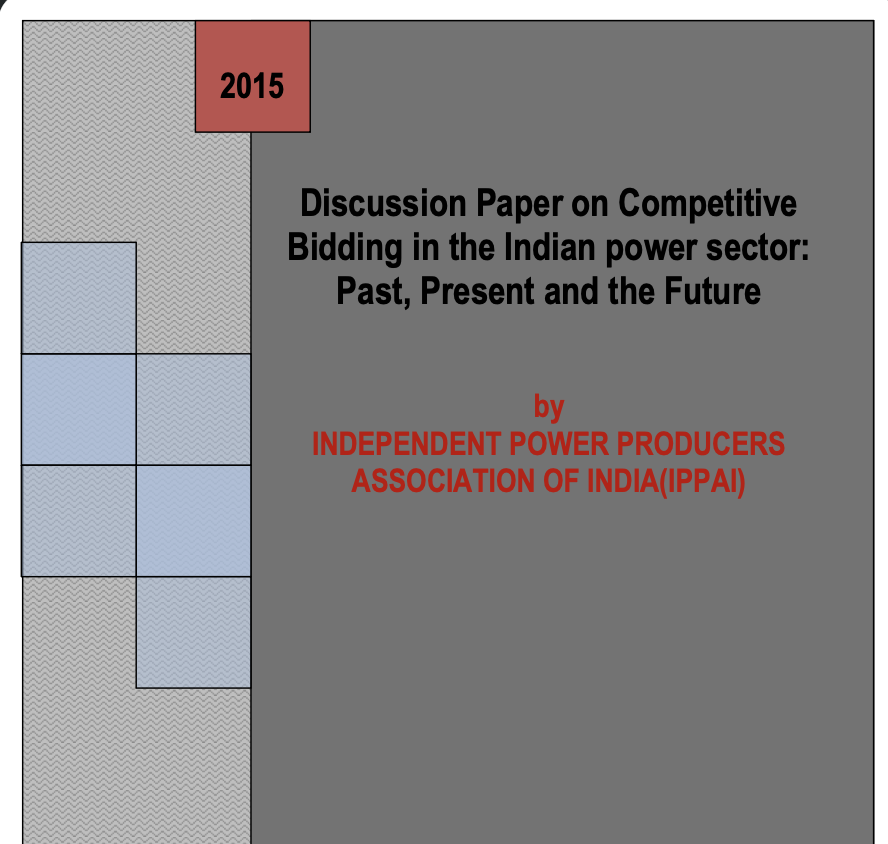 2015
Discussion Paper on Competitive
Bidding in the Indian power sector:
Past, Present and the Future
by
INDEPENDENT POWER PRODUCERS
ASSOCIATION OF INDIA(IPPAI)